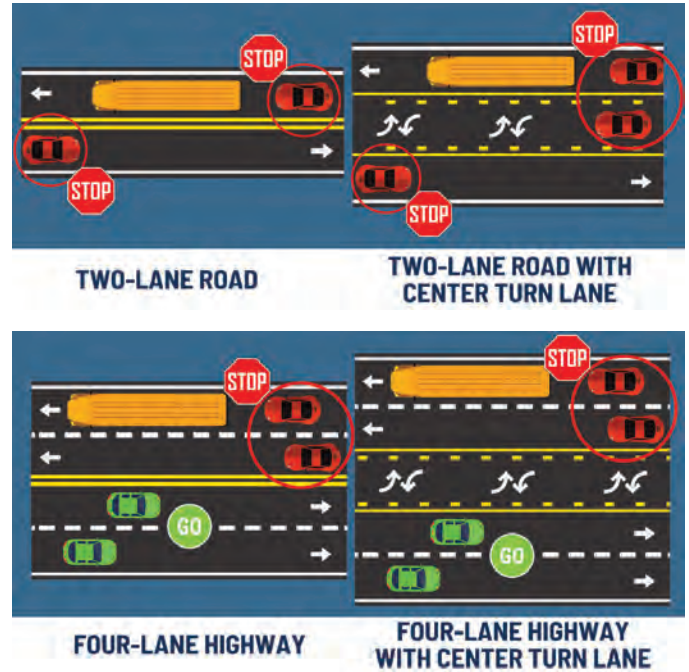 STOP
STOP
STOP
STOP
TWO-LANE ROAD
TWO-LANE ROAD WITH
CENTER TURN LANE
STOP
STOP
GO
GO
FOUR-LANE HIGHWAY
FOUR-LANE HIGHWAY
WITH CENTER TURN LANE